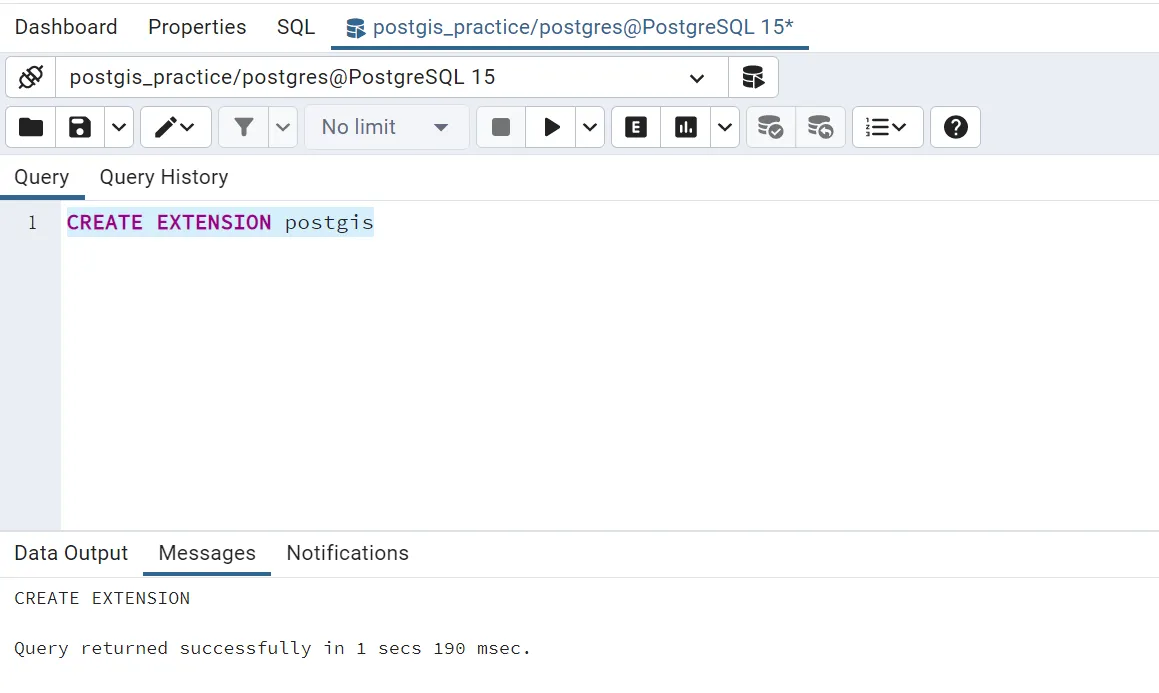 Dashboard Properties SQL postgis_practice/postgres@PostgreSQL 15*
postgis_practice/postgres@PostgreSQL 15
No limit E
Query Query History
1 CREATE EXTENSION postgis
Data Output Messages Notifications
CREATE EXTENSION
Query returned successfully in 1 secs 190 msec.